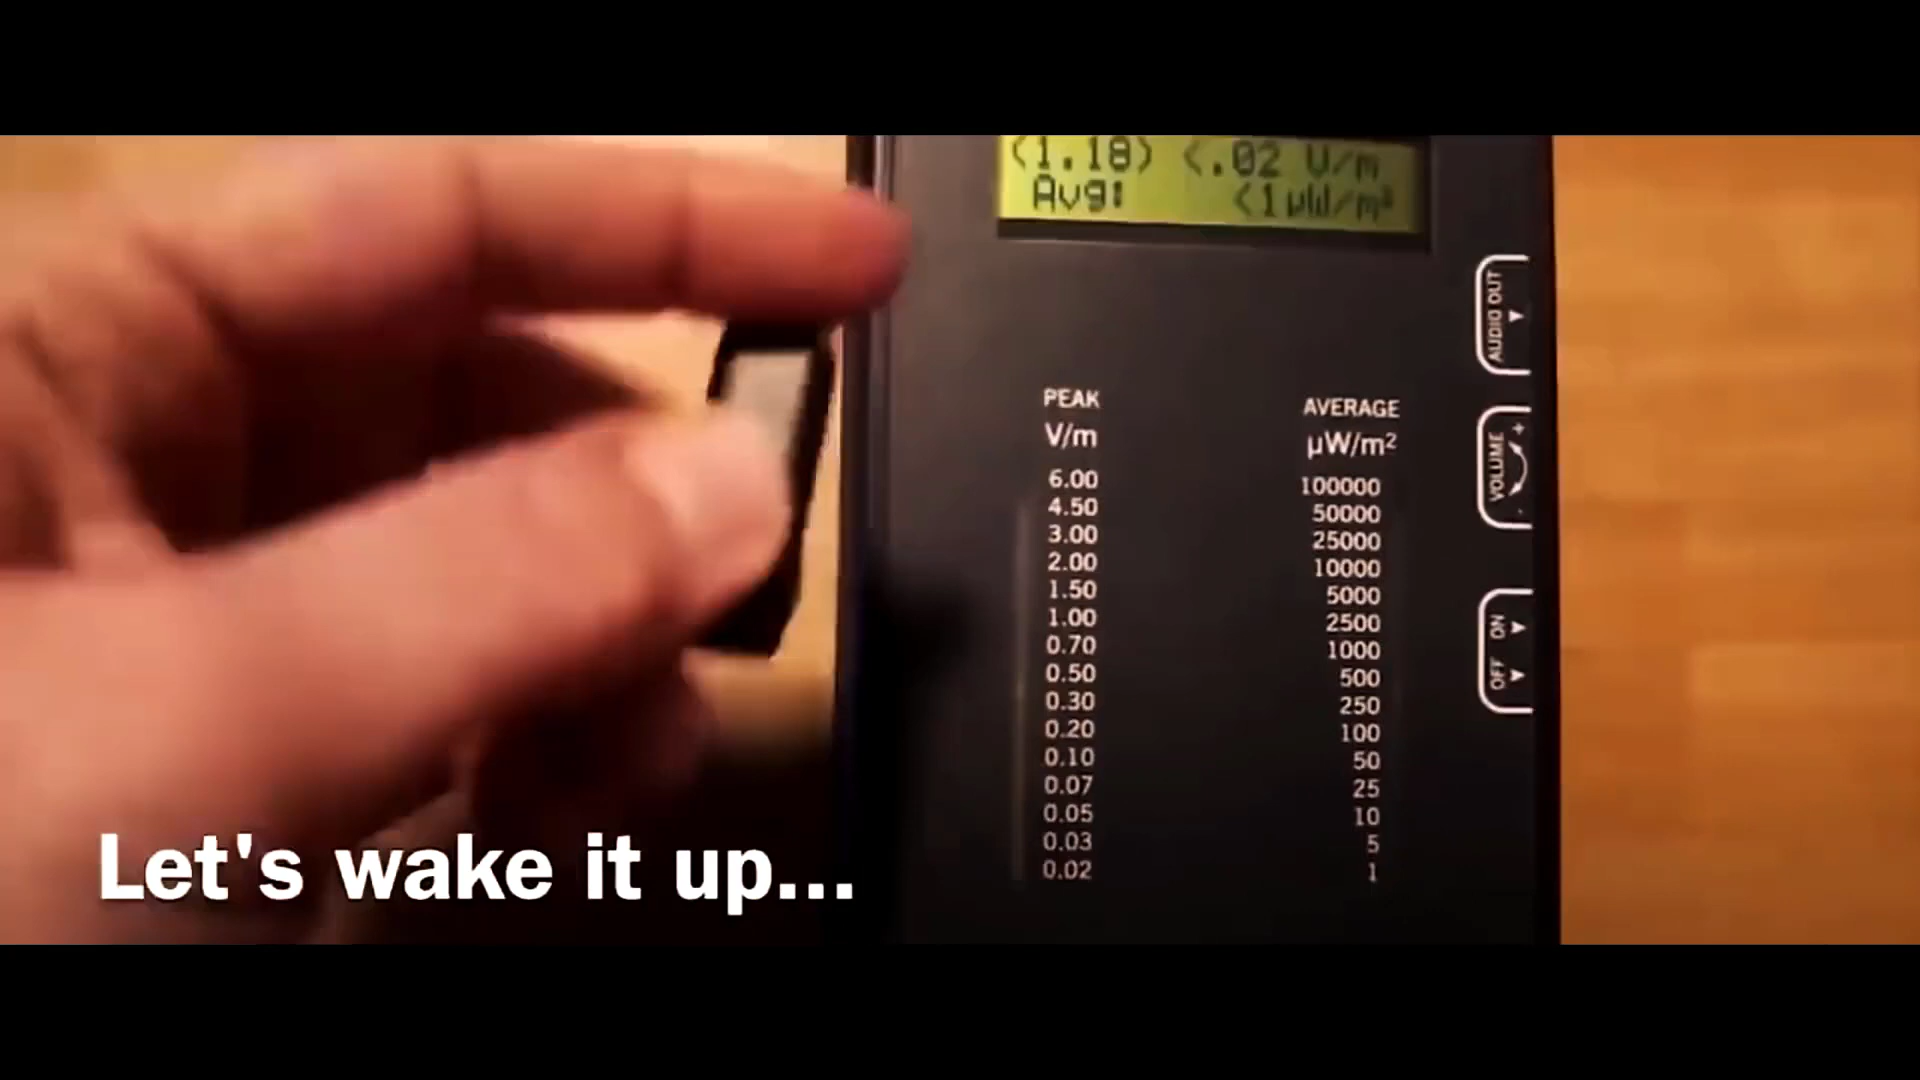 (1.18) <.02 V/m
Avg: <1µW/m²
AUDIO OUT
PEAK AVERAGE
V/m µW/m²
VOLUME + -
6.00 100000
4.50 50000
3.00 25000
2.00 10000
1.50 5000
1.00 2500
0.70 1000
0.50 500
0.30 250
0.20 100
0.10 50
0.07 25
0.05 10
0.03 5
0.02 1
OFF ON
Let's wake it up...